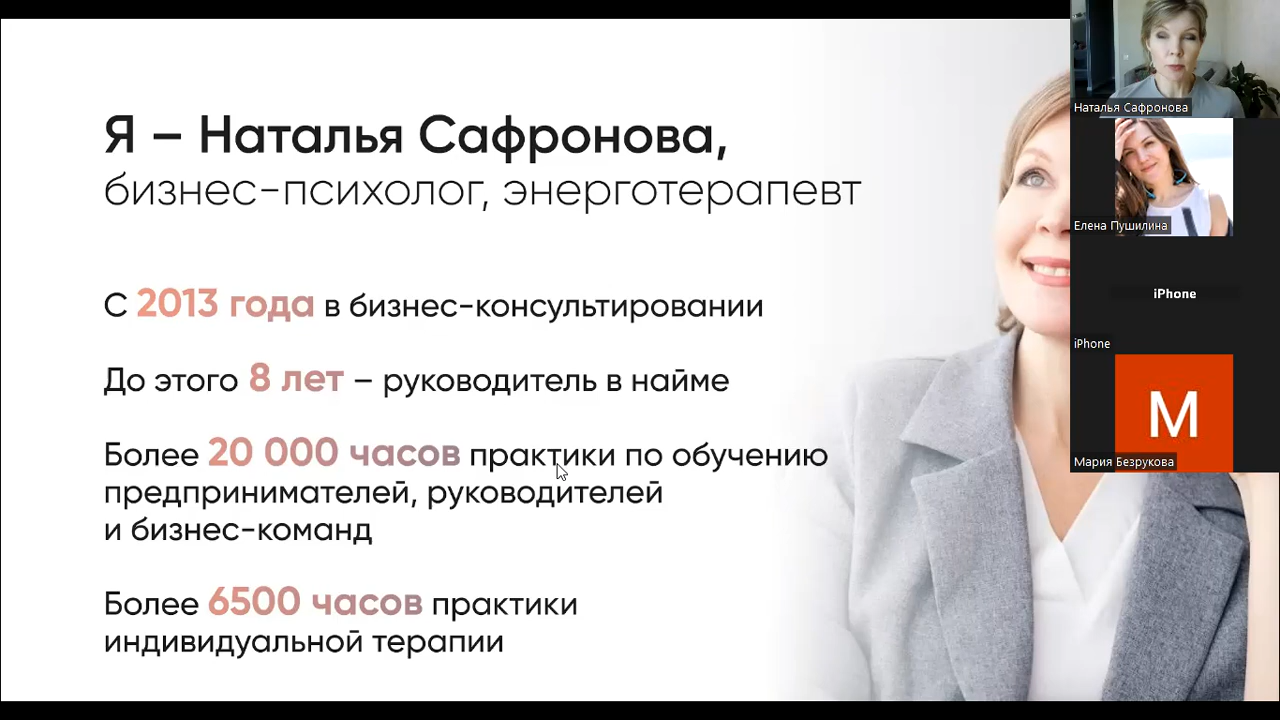 Я – Наталья Сафронова,
бизнес-психолог, энерготерапевт
С 2013 года в бизнес-консультировании
До этого 8 лет – руководитель в найме
Более 20 000 часов практики по обучению
предпринимателей, руководителей
и бизнес-команд
Более 6500 часов практики
индивидуальной терапии
Наталья Сафронова
Елена Пушилина
iPhone
iPhone
М
Мария Безрукова